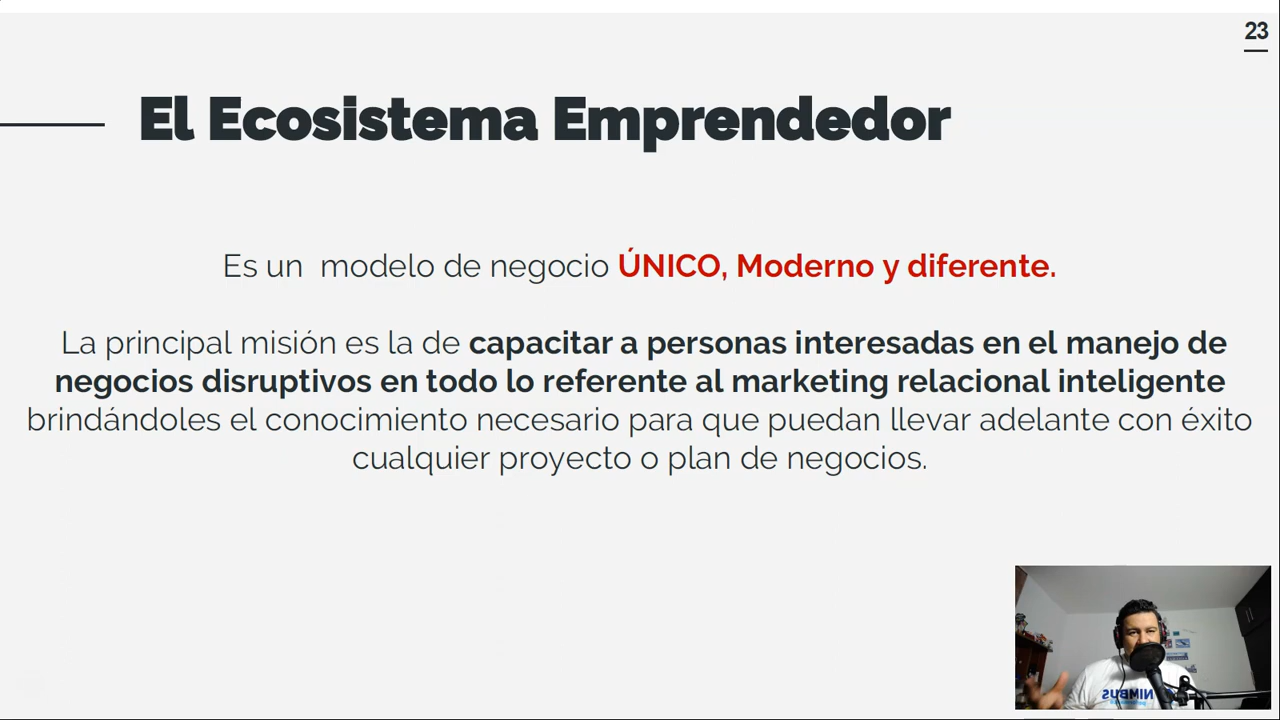 23
El Ecosistema Emprendedor
Es un modelo de negocio ÚNICO, Moderno y diferente.
La principal misión es la de capacitar a personas interesadas en el manejo de
negocios disruptivos en todo lo referente al marketing relacional inteligente
brindándoles el conocimiento necesario para que puedan llevar adelante con éxito
cualquier proyecto o plan de negocios.
NIMBUS